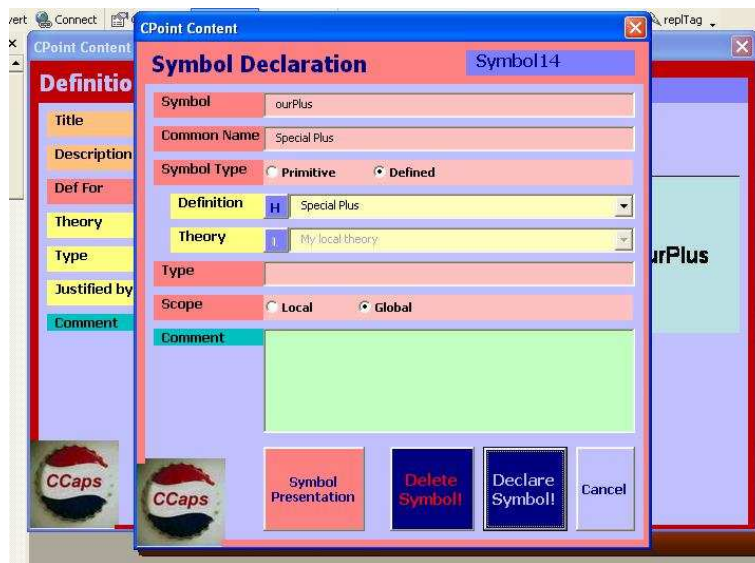 vert Connect replTag
CPoint Content
CPoint Content
Symbol Declaration Symbol14
Definitio
Title
Description
Def For
Theory
Type
Justified by
Comment
Symbol ourPlus
Common Name Special Plus
Symbol Type Primitive Defined
Definition H Special Plus
Theory L My local theory
Type
Scope Local Global
Comment
urPlus
CCaps
CCaps
Symbol Presentation
Delete Symbol!
Declare Symbol!
Cancel